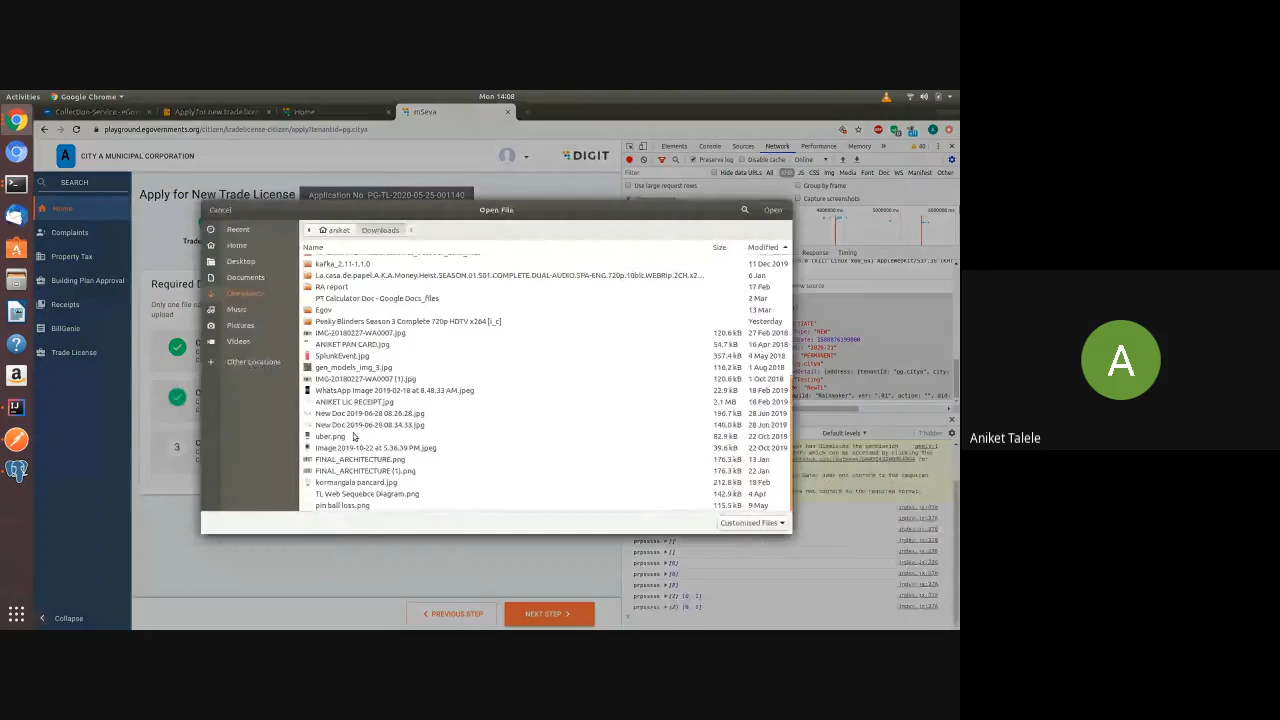 Activities
Google Chrome
Mon 14:08
Collection-Service - eGov
Apply for new trade licen
Home
mSeva
playground.egovernments.org/citizen/tradelicense-citizen/apply?tenantId=pg.citya
A
CITY A MUNICIPAL CORPORATION
DIGIT
SEARCH
Home
Complaints
Property Tax
Building Plan Approval
Receipts
BillGenie
Trade License
Collapse
Apply for New Trade License
Application No. PG-TL-2020-05-25-001140
Required D
Only one file
3
PREVIOUS STEP
NEXT STEP
Cancel
Open File
Open
Recent
Home
Desktop
Documents
Downloads
Music
Pictures
Videos
Other Locations
aniket
Downloads
Name
Size
Modified
kafka_2.11-1.1.0
11 Dec 2019
La.casa.de.papel.A.K.A.Money.Heist.SEASON.01.S01.COMPLETE.DUAL-AUDIO.SPA-ENG.720p.10bit.WEBRip.2CH.x2...
6 Jan
RA report
17 Feb
PT Calculator Doc - Google Docs_files
2 Mar
Egov
13 Mar
Peaky Blinders Season 3 Complete 720p HDTV x264 [i_c]
Yesterday
IMG-20180227-WA0007.jpg
120.6 kB
27 Feb 2018
ANIKET PAN CARD.jpg
54.7 kB
16 Apr 2018
SplunkEvent.jpg
357.4 kB
4 May 2018
gen_models_img_3.jpg
116.2 kB
1 Aug 2018
IMG-20180227-WA0007 (1).jpg
120.6 kB
1 Oct 2018
WhatsApp Image 2019-02-18 at 8.48.33 AM.jpeg
22.9 kB
18 Feb 2019
ANIKET LIC RECEIPT.jpg
2.1 MB
18 Feb 2019
New Doc 2019-06-28 08.26.28.jpg
196.7 kB
28 Jun 2019
New Doc 2019-06-28 08.34.33.jpg
140.0 kB
28 Jun 2019
uber.png
82.9 kB
22 Oct 2019
Image 2019-10-22 at 5.36.39 PM.jpeg
39.6 kB
22 Oct 2019
FINAL_ARCHITECTURE.png
176.3 kB
13 Jan
FINAL_ARCHITECTURE (1).png
176.3 kB
22 Jan
kormangala pancard.jpg
212.8 kB
18 Feb
TL Web Sequebce Diagram.png
142.9 kB
4 Apr
pin ball loss.png
115.5 kB
9 May
Customised Files
Elements
Console
Sources
Network
Performance
Memory
40
Preserve log
Disable cache
Online
Filter
Hide data URLs
All
XHR
JS
CSS
Img
Media
Font
Doc
WS
Manifest
Other
Use large request rows
Group by frame
Capture screenshots
4000000 ms
5000000 ms
6000000 ms
Response
Timing
Default levels
7 hidden
A
Aniket Talele